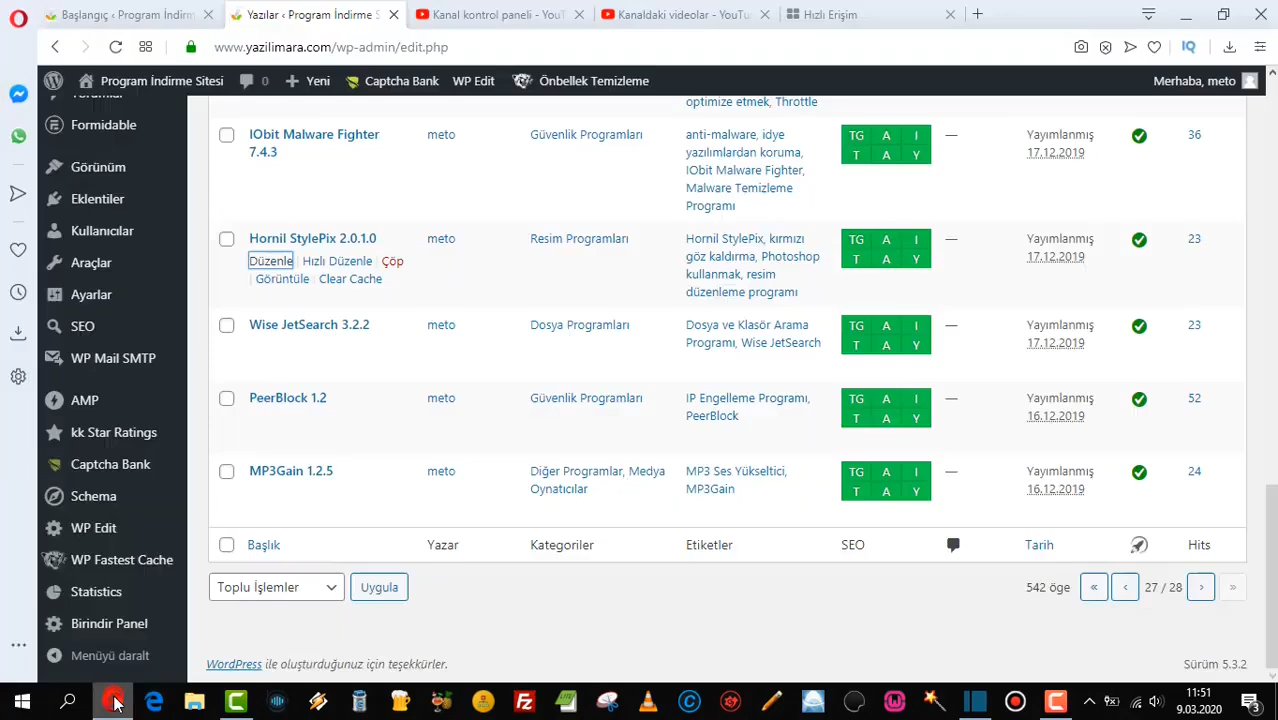 Başlangıç ‹ Program İndirm
Yazılar ‹ Program İndirme S
Kanal kontrol paneli - YouT
Kanaldaki videolar - YouTu
Hızlı Erişim
www.yazilimara.com/wp-admin/edit.php
IQ
Program İndirme Sitesi
0
Yeni
Captcha Bank
WP Edit
Önbellek Temizleme
Merhaba, meto
Formidable
Görünüm
Eklentiler
Kullanıcılar
Araçlar
Ayarlar
SEO
WP Mail SMTP
AMP
kk Star Ratings
Captcha Bank
Schema
WP Edit
WP Fastest Cache
Statistics
Birindir Panel
Menüyü daralt
optimize etmek, Throttle
IObit Malware Fighter
7.4.3
meto
Güvenlik Programları
anti-malware, idye
yazılımlardan koruma,
IObit Malware Fighter,
Malware Temizleme
Programı
TG A I
T A Y
—
Yayımlanmış
17.12.2019
36
Hornil StylePix 2.0.1.0
Düzenle | Hızlı Düzenle | Çöp
| Görüntüle | Clear Cache
meto
Resim Programları
Hornil StylePix, kırmızı
göz kaldırma, Photoshop
kullanmak, resim
düzenleme programı
TG A I
T A Y
—
Yayımlanmış
17.12.2019
23
Wise JetSearch 3.2.2
meto
Dosya Programları
Dosya ve Klasör Arama
Programı, Wise JetSearch
TG A I
T A Y
—
Yayımlanmış
17.12.2019
23
PeerBlock 1.2
meto
Güvenlik Programları
IP Engelleme Programı,
PeerBlock
TG A I
T A Y
—
Yayımlanmış
16.12.2019
52
MP3Gain 1.2.5
meto
Diğer Programlar, Medya
Oynatıcılar
MP3 Ses Yükseltici,
MP3Gain
TG A I
T A Y
—
Yayımlanmış
16.12.2019
24
Başlık
Yazar
Kategoriler
Etiketler
SEO
Tarih
Hits
Toplu İşlemler
Uygula
542 öge
«
‹
27 / 28
›
»
WordPress ile oluşturduğunuz için teşekkürler.
Sürüm 5.3.2
11:51
9.03.2020
3